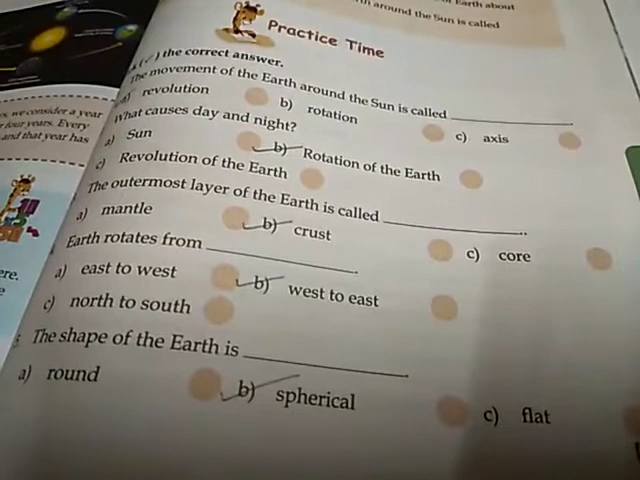 around the Sun is called
Earth about
Practice Time
the correct answer.
The movement of the Earth around the Sun is called
a) revolution b) rotation c) axis
What causes day and night?
a) Sun b) Rotation of the Earth
c) Revolution of the Earth
The outermost layer of the Earth is called
a) mantle b) crust c) core
Earth rotates from
a) east to west b) west to east
c) north to south
The shape of the Earth is
a) round b) spherical c) flat
we consider a year
four years. Every
and that year has